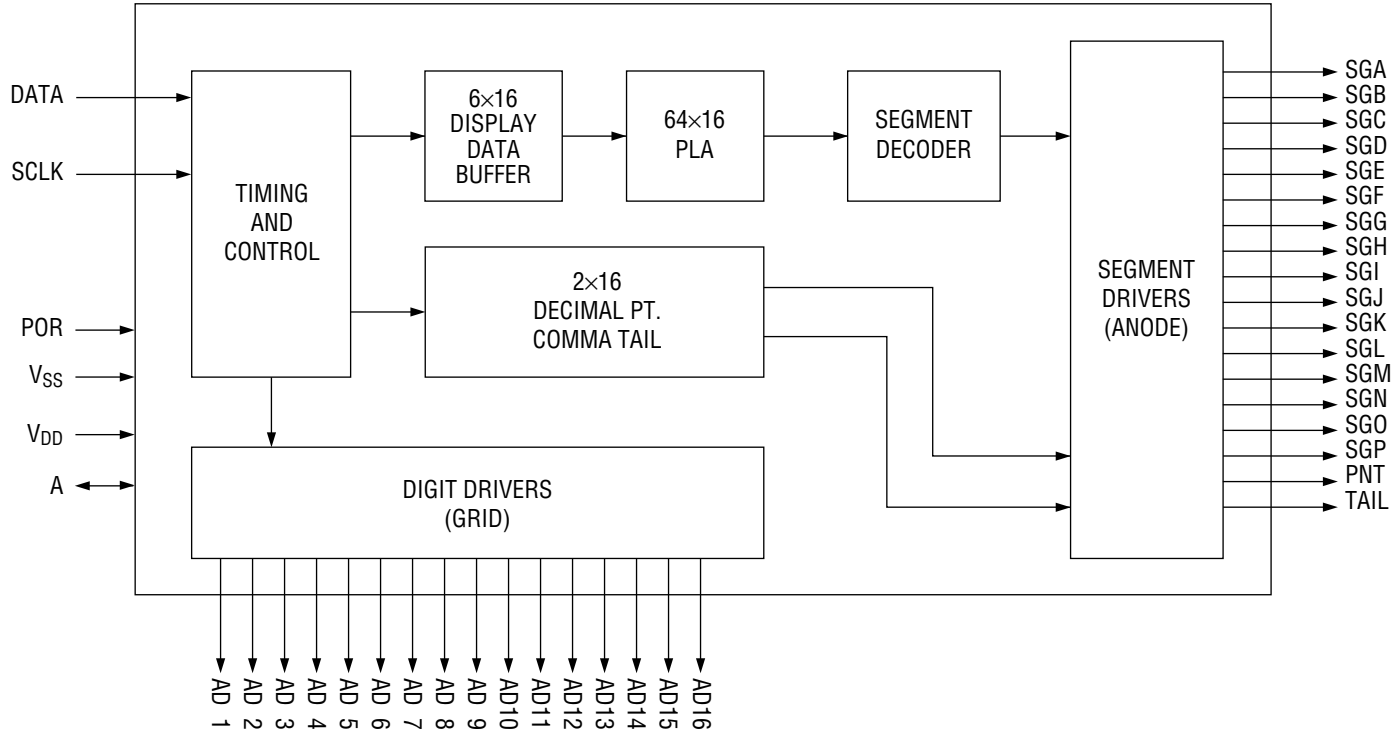 DATA
SCLK
POR
VSS
VDD
A
TIMING
AND
CONTROL
6×16
DISPLAY
DATA
BUFFER
64×16
PLA
SEGMENT
DECODER
2×16
DECIMAL PT.
COMMA TAIL
SEGMENT
DRIVERS
(ANODE)
DIGIT DRIVERS
(GRID)
SGA
SGB
SGC
SGD
SGE
SGF
SGG
SGH
SGI
SGJ
SGK
SGL
SGM
SGN
SGO
SGP
PNT
TAIL
AD 1
AD 2
AD 3
AD 4
AD 5
AD 6
AD 7
AD 8
AD 9
AD10
AD11
AD12
AD13
AD14
AD15
AD16